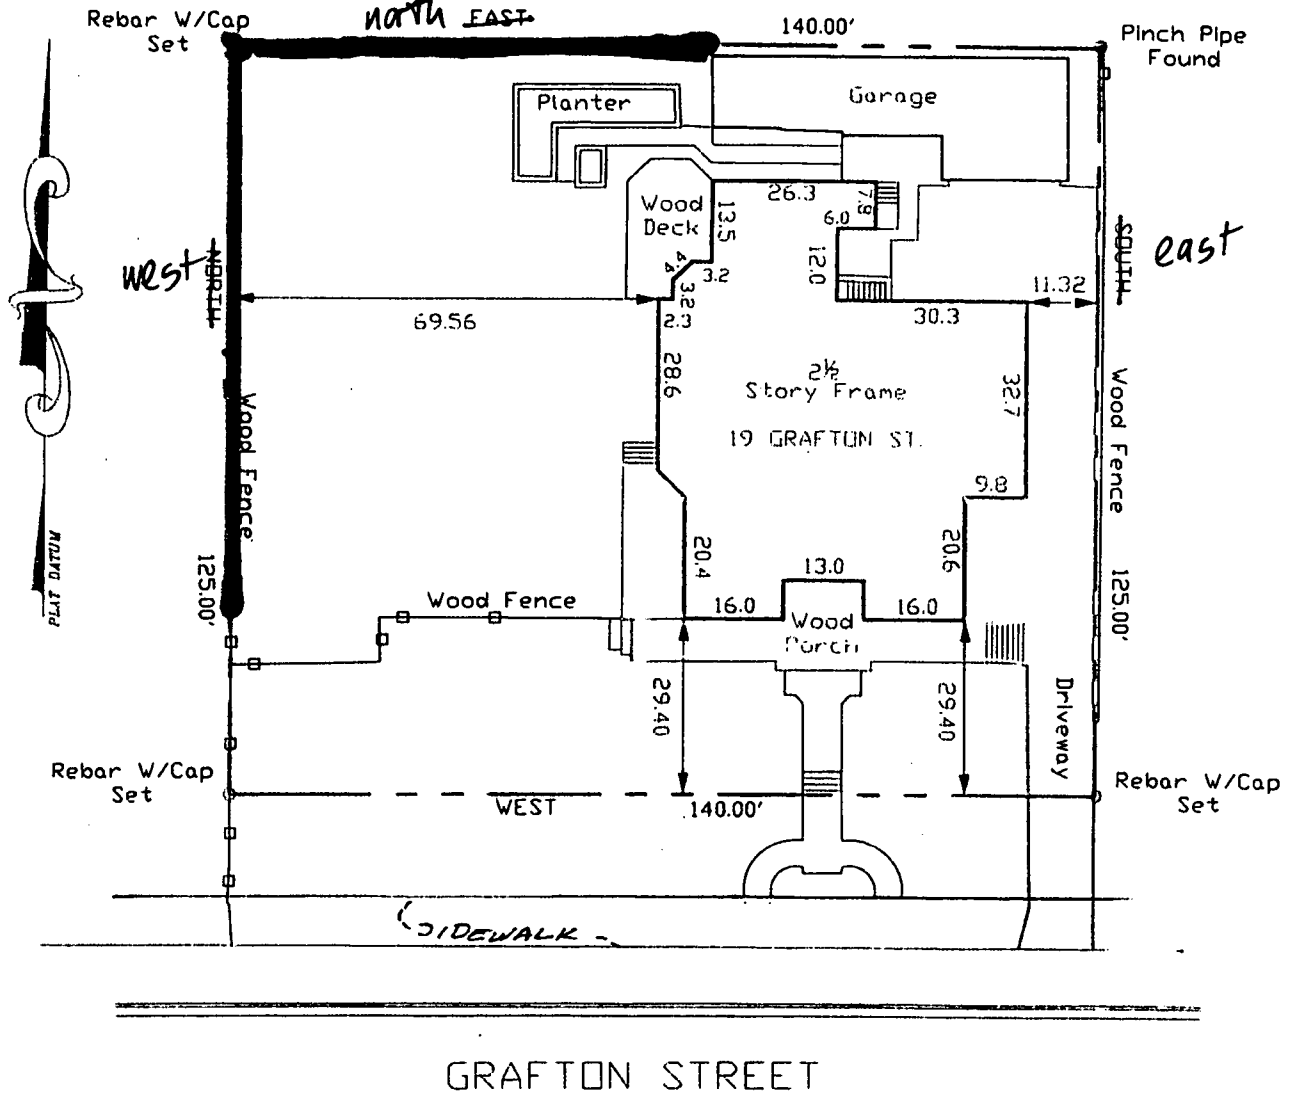 Rebar W/Cap
Set
north EAST
140.00'
Pinch Pipe
Found
Planter
Garage
Wood
Deck
26.3
7.9
6.0
13.5
12.0
4.4
3.2
3.2
2.3
west NORTH
SOUTH east
69.56
11.32
30.3
28.6
2½
Story Frame
19 GRAFTON ST.
32.7
Wood Fence
Wood Fence
9.8
PLAT DATUM
125.00'
20.4
20.6
13.0
125.00'
Wood Fence
16.0
16.0
Wood
Porch
29.40
29.40
Driveway
Rebar W/Cap
Set
WEST
140.00'
Rebar W/Cap
Set
SIDEWALK
GRAFTON STREET